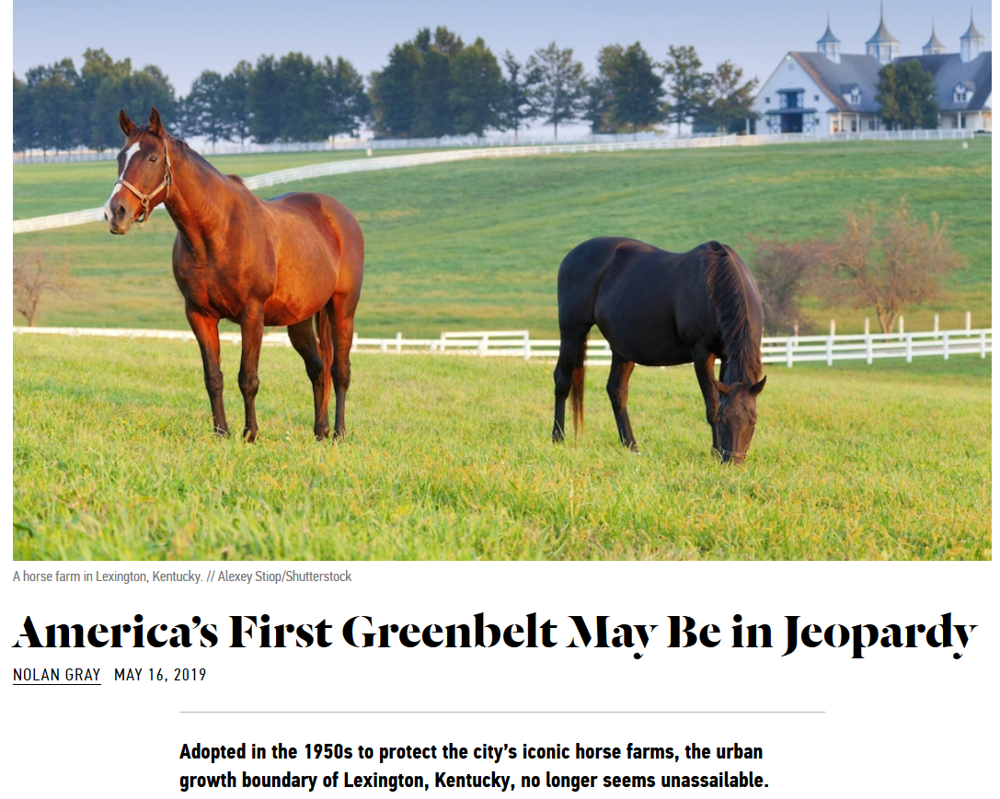 A horse farm in Lexington, Kentucky. // Alexey Stiop/Shutterstock
America’s First Greenbelt May Be in Jeopardy
NOLAN GRAY MAY 16, 2019
Adopted in the 1950s to protect the city’s iconic horse farms, the urban
growth boundary of Lexington, Kentucky, no longer seems unassailable.